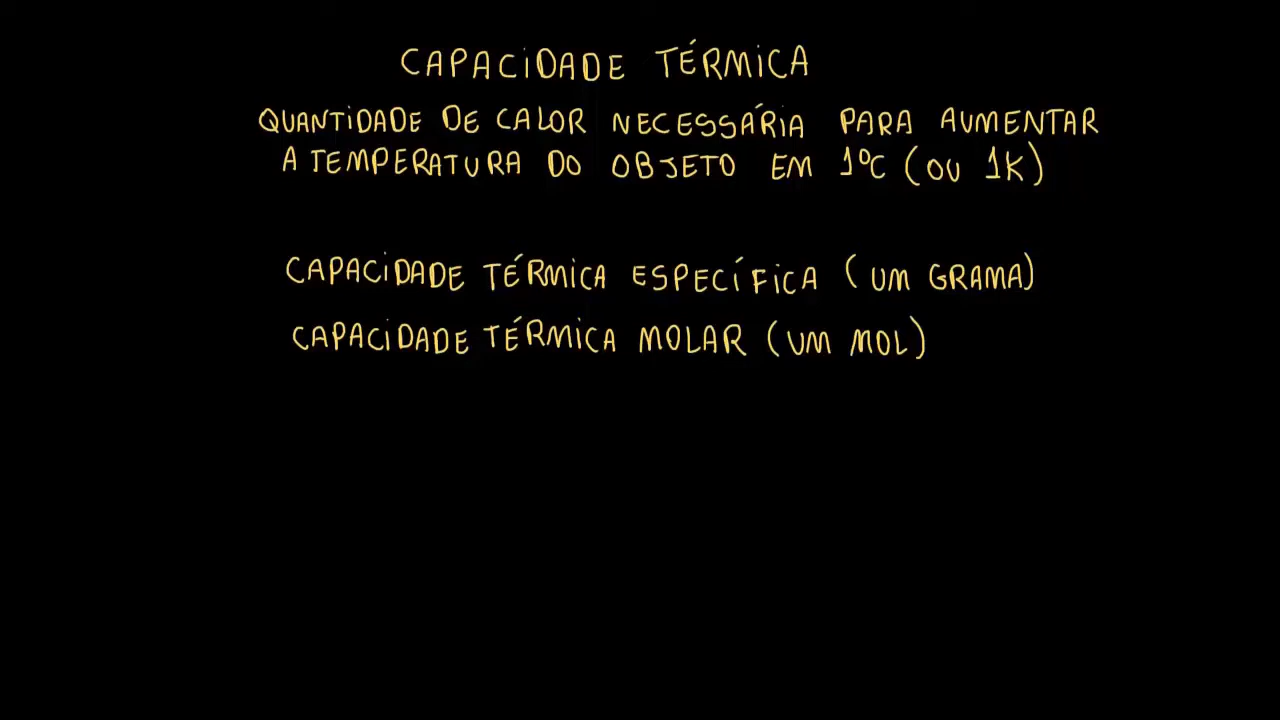 CAPACIDADE TÉRMICA
QUANTIDADE DE CALOR NECESSÁRIA PARA AUMENTAR
A TEMPERATURA DO OBJETO EM 1ºC (OU 1K)
CAPACIDADE TÉRMICA ESPECÍFICA (UM GRAMA)
CAPACIDADE TÉRMICA MOLAR (UM MOL)